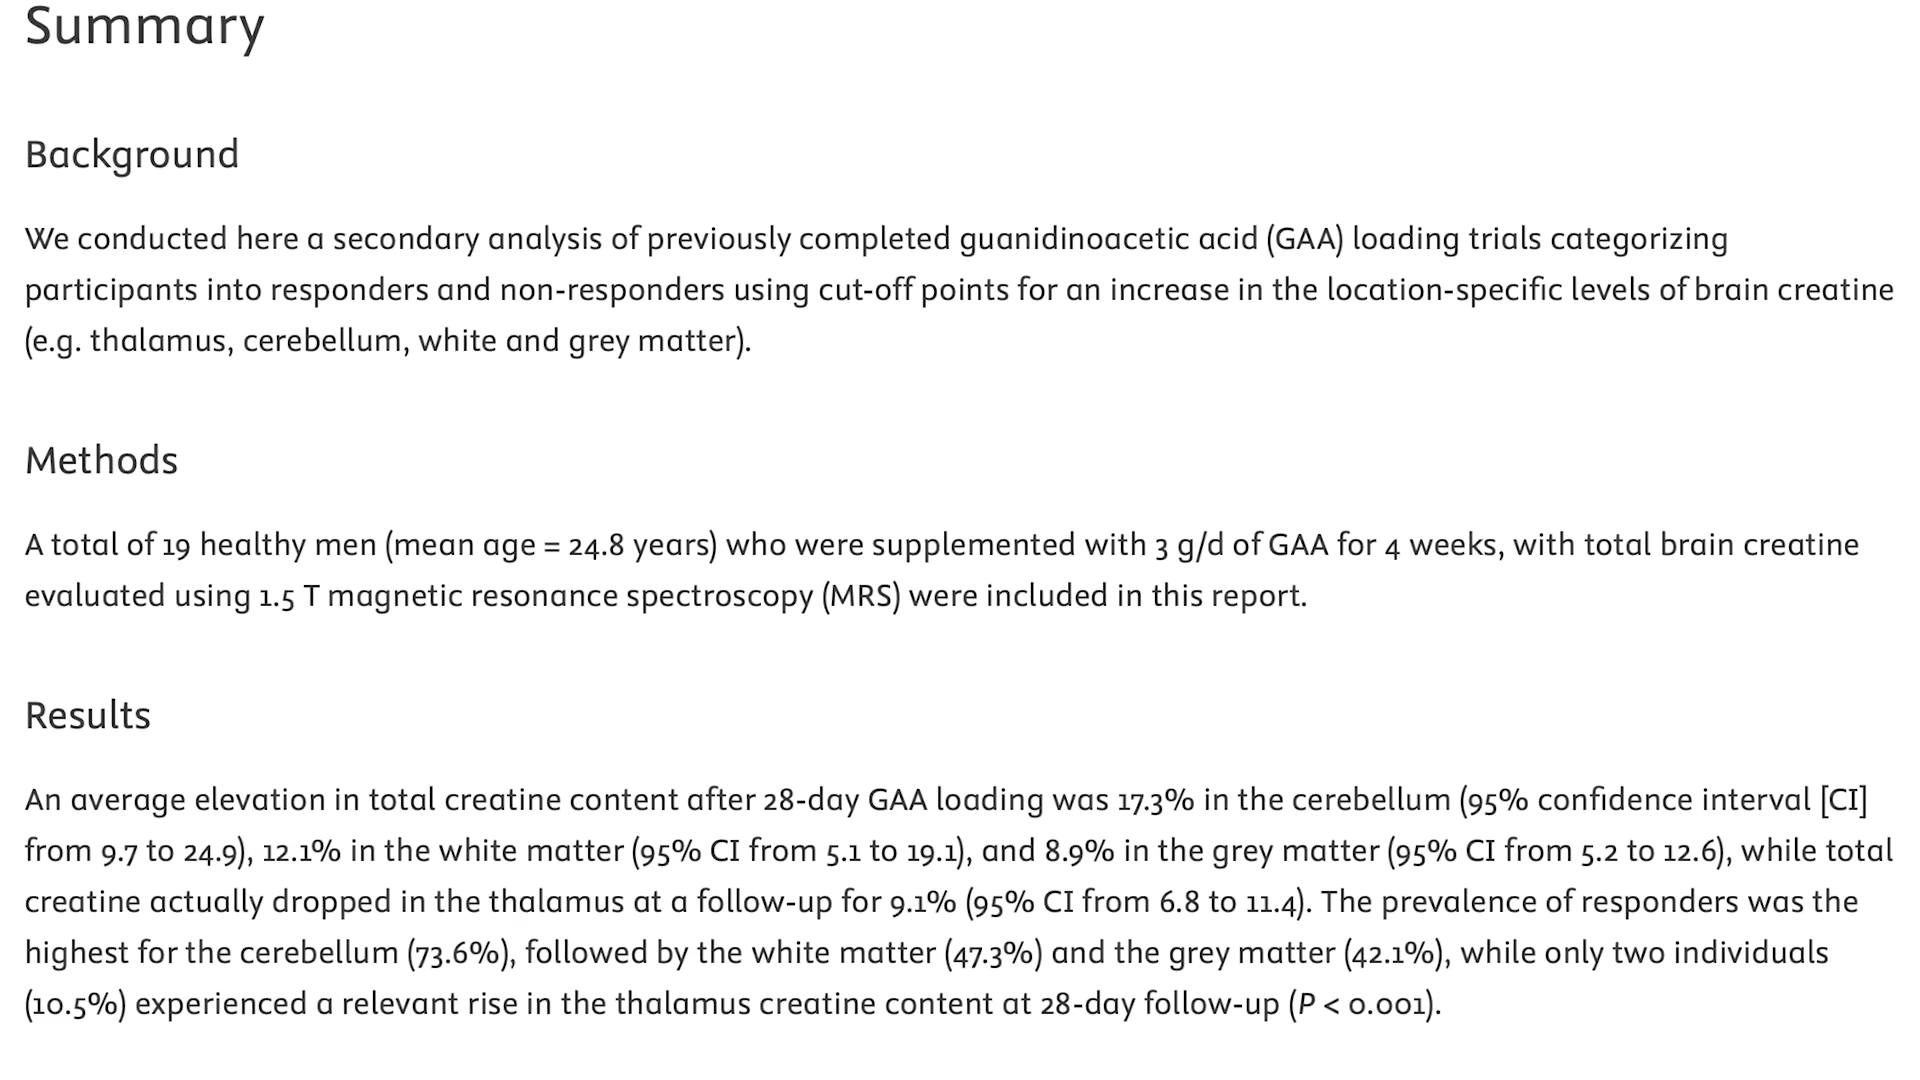 Summary
Background
We conducted here a secondary analysis of previously completed guanidinoacetic acid (GAA) loading trials categorizing
participants into responders and non-responders using cut-off points for an increase in the location-specific levels of brain creatine
(e.g. thalamus, cerebellum, white and grey matter).
Methods
A total of 19 healthy men (mean age = 24.8 years) who were supplemented with 3 g/d of GAA for 4 weeks, with total brain creatine
evaluated using 1.5 T magnetic resonance spectroscopy (MRS) were included in this report.
Results
An average elevation in total creatine content after 28-day GAA loading was 17.3% in the cerebellum (95% confidence interval [CI]
from 9.7 to 24.9), 12.1% in the white matter (95% CI from 5.1 to 19.1), and 8.9% in the grey matter (95% CI from 5.2 to 12.6), while total
creatine actually dropped in the thalamus at a follow-up for 9.1% (95% CI from 6.8 to 11.4). The prevalence of responders was the
highest for the cerebellum (73.6%), followed by the white matter (47.3%) and the grey matter (42.1%), while only two individuals
(10.5%) experienced a relevant rise in the thalamus creatine content at 28-day follow-up (P < 0.001).